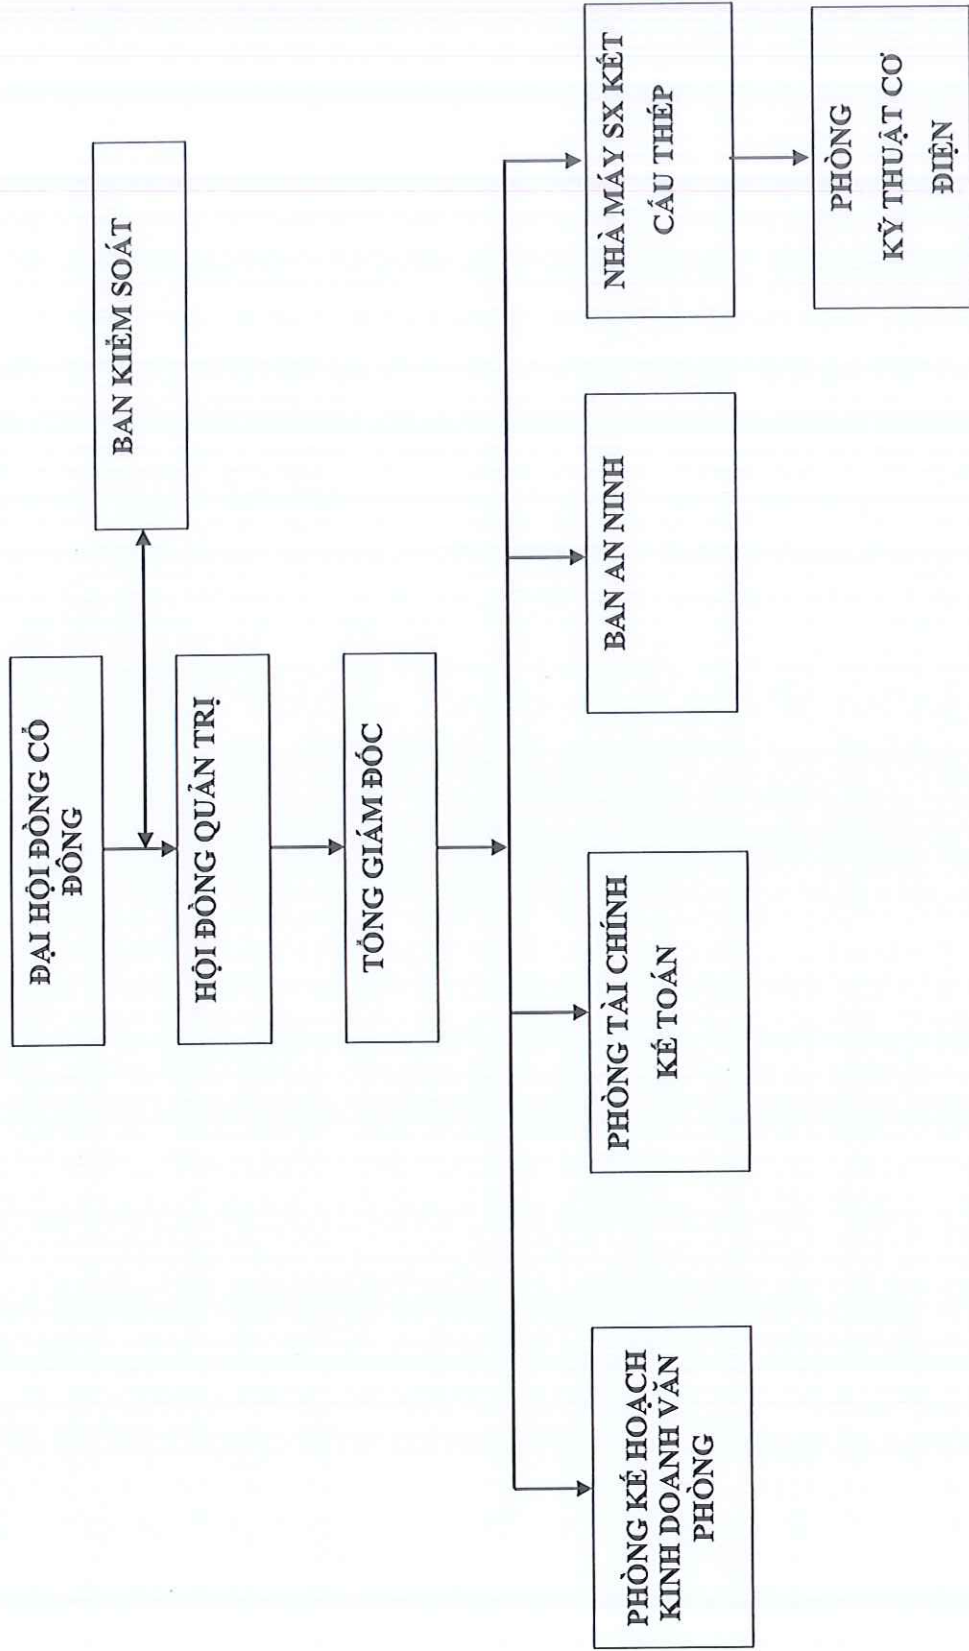 ĐẠI HỘI ĐỒNG CỔ
ĐÔNG
BAN KIỂM SOÁT
HỘI ĐỒNG QUẢN TRỊ
TỔNG GIÁM ĐỐC
PHÒNG KẾ HOẠCH
KINH DOANH VĂN
PHÒNG
PHÒNG TÀI CHÍNH
KẾ TOÁN
BAN AN NINH
NHÀ MÁY SX KẾT
CẤU THÉP
PHÒNG
KỸ THUẬT CƠ
ĐIỆN